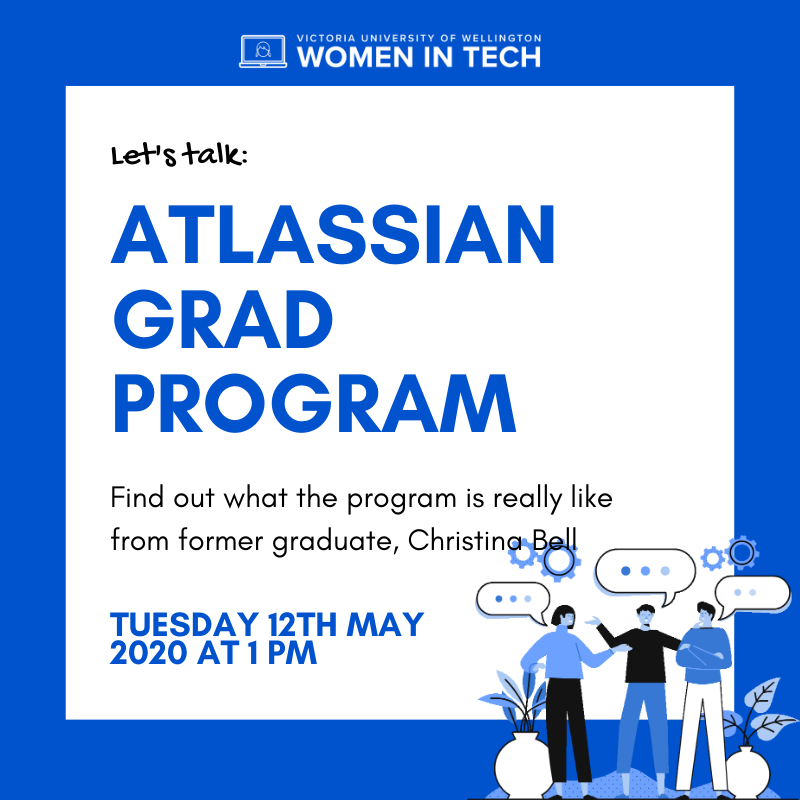 VICTORIA UNIVERSITY OF WELLINGTON
WOMEN IN TECH
Let's talk:
ATLASSIAN
GRAD
PROGRAM
Find out what the program is really like
from former graduate, Christina Bell
TUESDAY 12TH MAY
2020 AT 1 PM